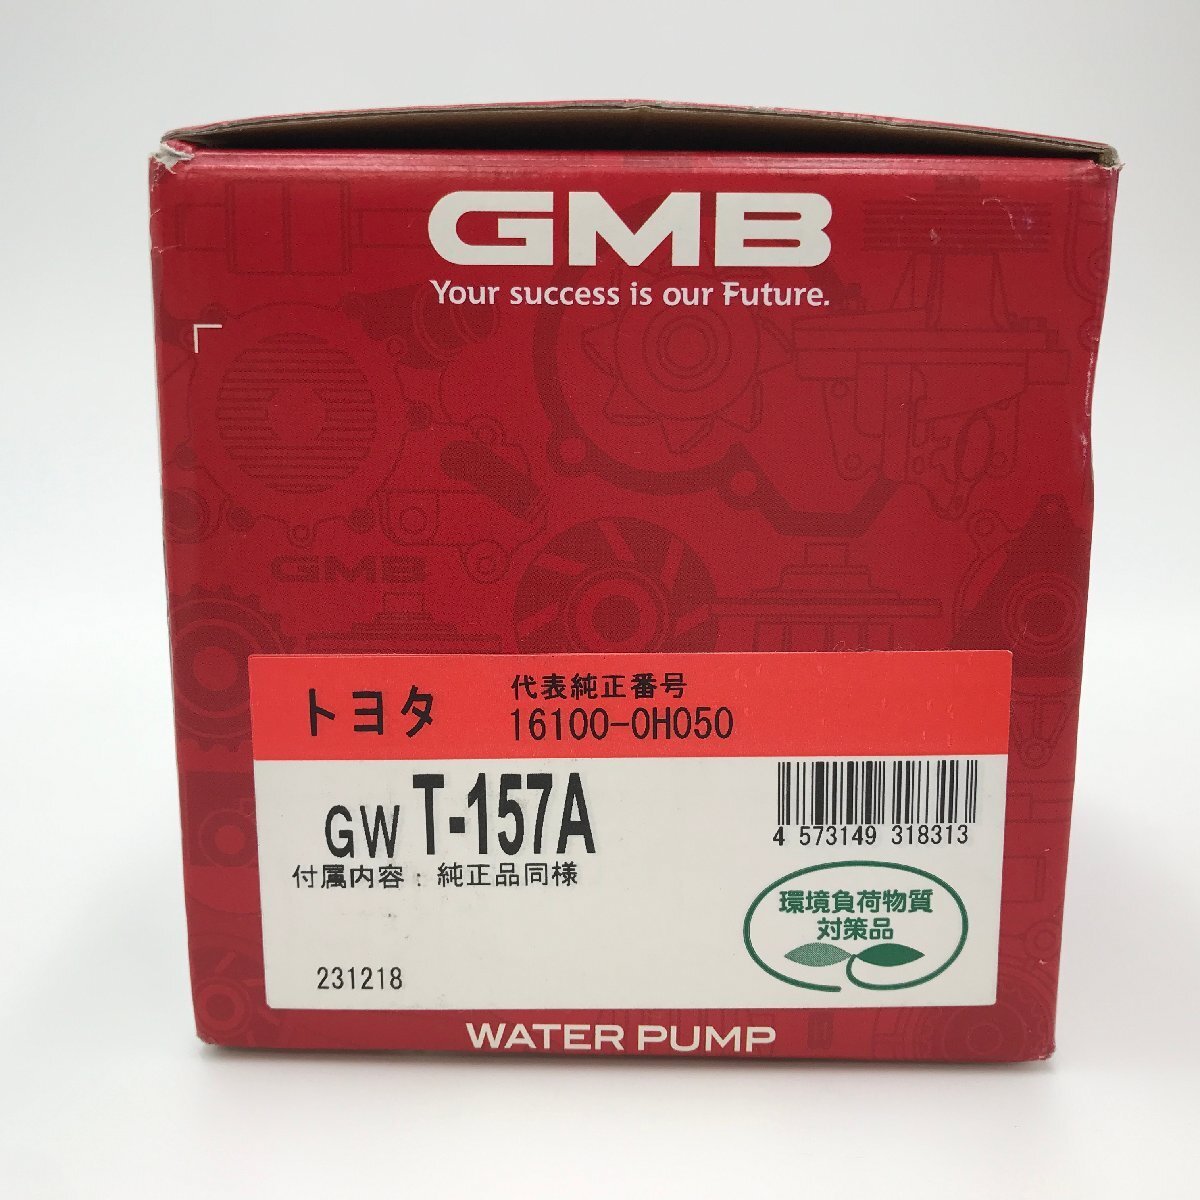 GMB
Your success is our Future.
GMB
トヨタ
代表純正番号
16100-0H050
GWT-157A
付属内容：純正品同様
4 573149 318313
環境負荷物質
対策品
231218
WATER PUMP